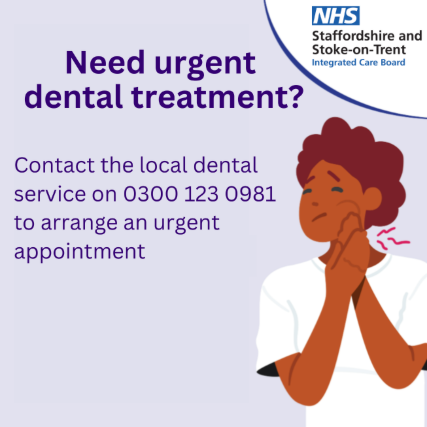 NHS
Staffordshire and
Stoke-on-Trent
Integrated Care Board
Need urgent
dental treatment?
Contact the local dental
service on 0300 123 0981
to arrange an urgent
appointment